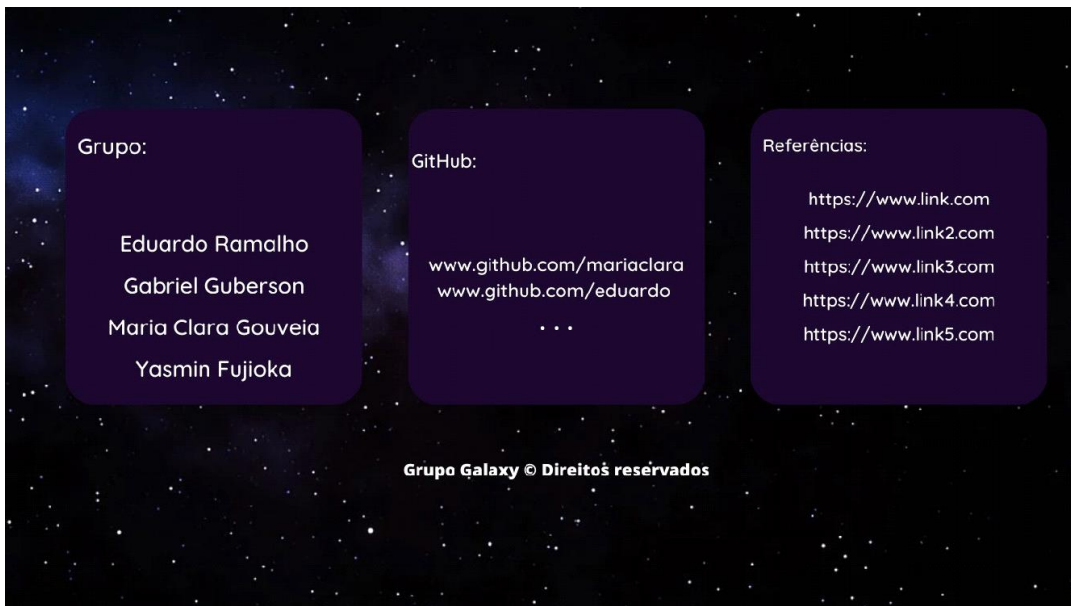 Grupo:
Eduardo Ramalho
Gabriel Guberson
Maria Clara Gouveia
Yasmin Fujioka
GitHub:
www.github.com/mariaclara
www.github.com/eduardo
...
Referências:
https://www.link.com
https://www.link2.com
https://www.link3.com
https://www.link4.com
https://www.link5.com
Grupo Galaxy © Direitos reservados